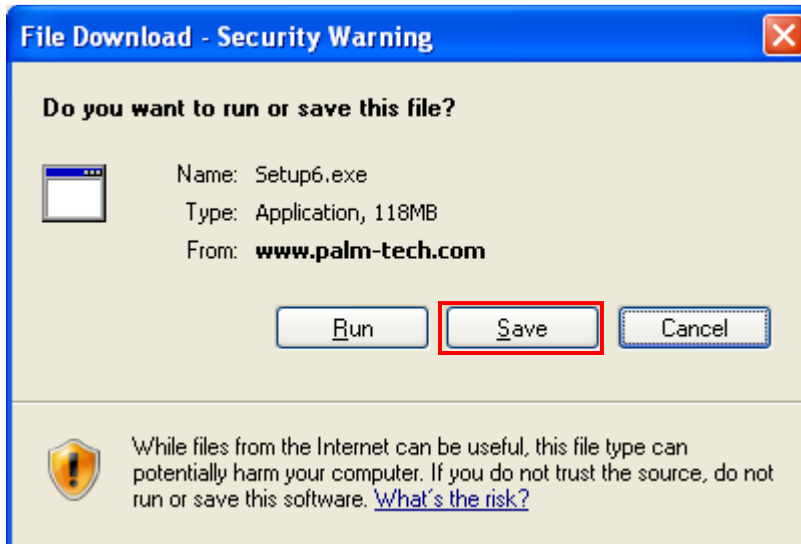 File Download - Security Warning
Do you want to run or save this file?
Name: Setup6.exe
Type: Application, 118MB
From: www.palm-tech.com
Run Save Cancel
While files from the Internet can be useful, this file type can
potentially harm your computer. If you do not trust the source, do not
run or save this software. What's the risk?